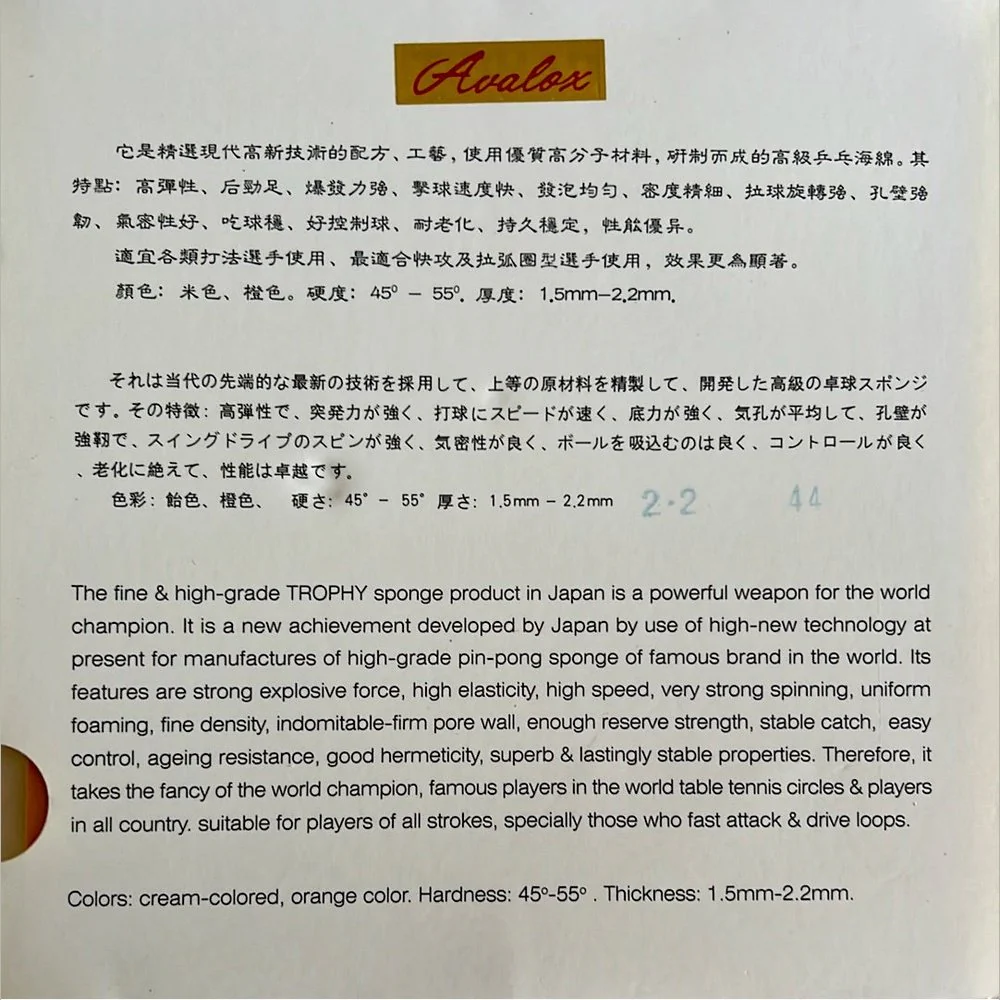 Avalox
它是精選現代高新技術的配方、工藝，使用優質高分子材料，研制而成的高級乒乓海綿。其
特點：高彈性、后勁足、爆發力强、擊球速度快、發泡均匀、密度精細、拉球旋轉强、孔壁强
韌、氣密性好、吃球穩、好控制球、耐老化、持久穩定，性能優异。
適宜各類打法選手使用、最適合快攻及拉弧圈型選手使用，效果更為顯著。
顏色：米色、橙色。硬度：45⁰ － 55⁰. 厚度：1.5mm–2.2mm.
それは当代の先端的な最新の技術を採用して、上等の原材料を精製して、開発した高級の卓球スポンジ
です。その特徴：高弾性で、突発力が強く、打球にスピードが速く、底力が強く、気孔が平均して、孔壁が
強靭で、スイングドライブのスピンが強く、気密性が良く、ボールを吸込むのは良く、コントロールが良く
、老化に絶えて、性能は卓越です。
色彩：飴色、橙色、 硬さ：45° － 55° 厚さ：1.5mm－2.2mm 2·2 44
The fine & high-grade TROPHY sponge product in Japan is a powerful weapon for the world
champion. It is a new achievement developed by Japan by use of high-new technology at
present for manufactures of high-grade pin-pong sponge of famous brand in the world. Its
features are strong explosive force, high elasticity, high speed, very strong spinning, uniform
foaming, fine density, indomitable-firm pore wall, enough reserve strength, stable catch, easy
control, ageing resistance, good hermeticity, superb & lastingly stable properties. Therefore, it
takes the fancy of the world champion, famous players in the world table tennis circles & players
in all country. suitable for players of all strokes, specially those who fast attack & drive loops.
Colors: cream-colored, orange color. Hardness: 45⁰-55⁰ . Thickness: 1.5mm-2.2mm.